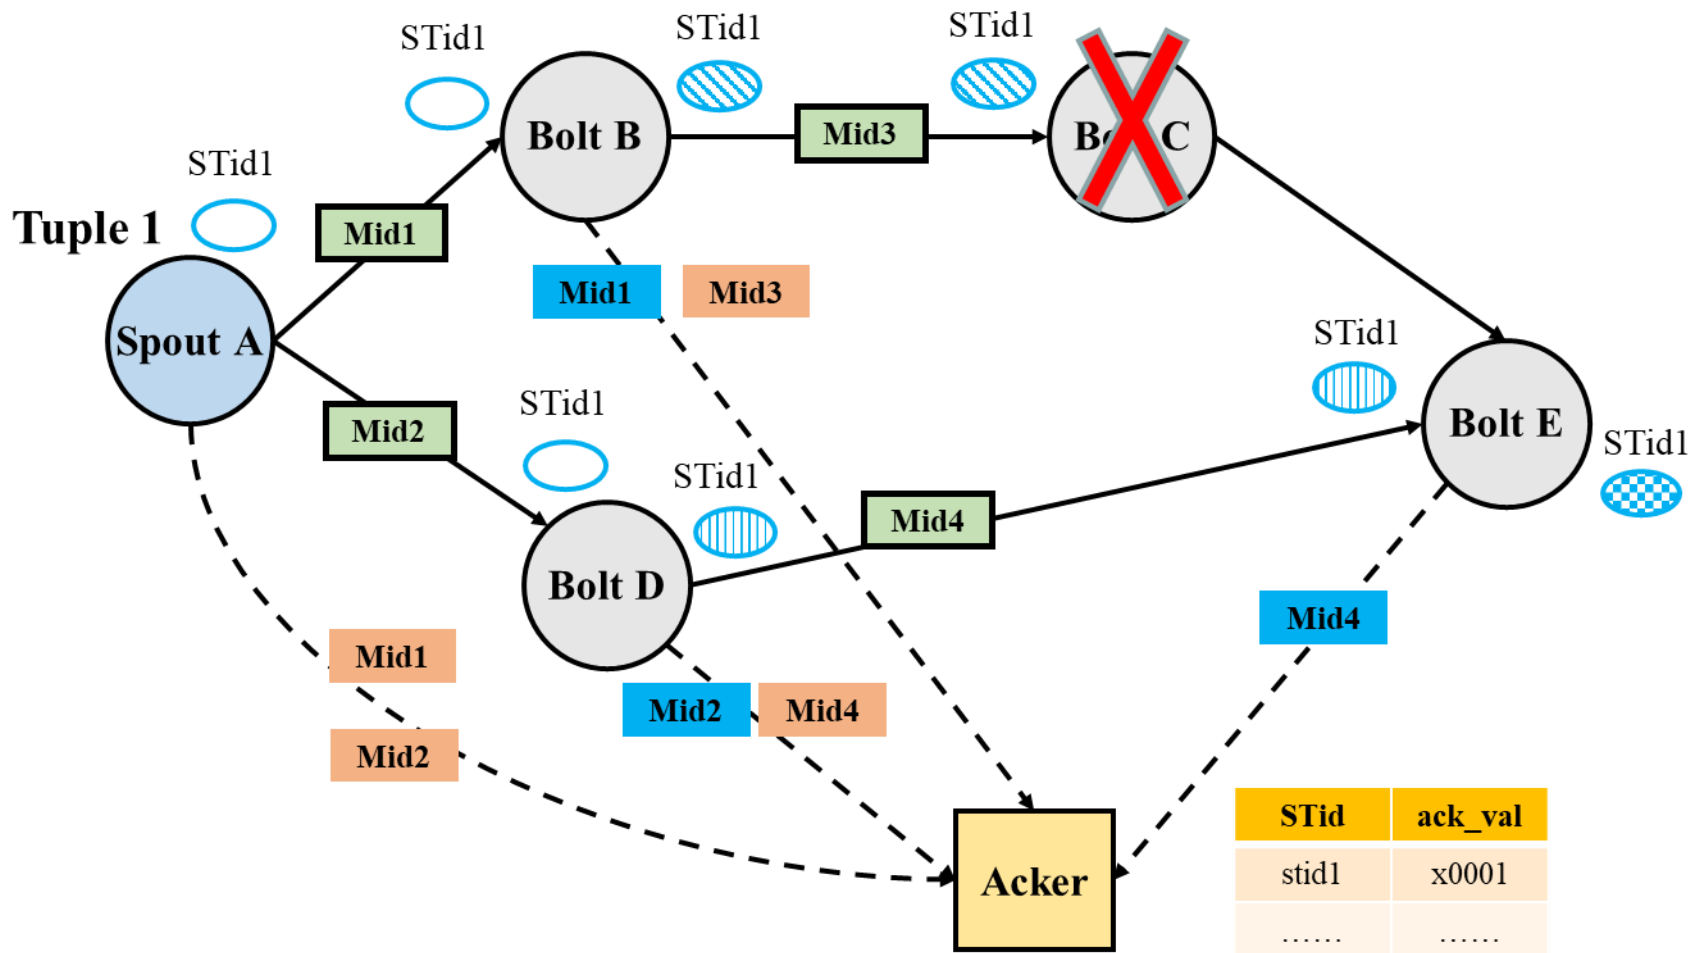 STid1
STid1
STid1
Bolt B
Mid3
Bo
C
STid1
Tuple 1
Mid1
Mid1
Mid3
Spout A
STid1
STid1
Mid2
Bolt E
STid1
STid1
Mid4
Bolt D
Mid4
Mid1
Mid2
Mid4
Mid2
STid ack_val
stid1 x0001
Acker
...... ......